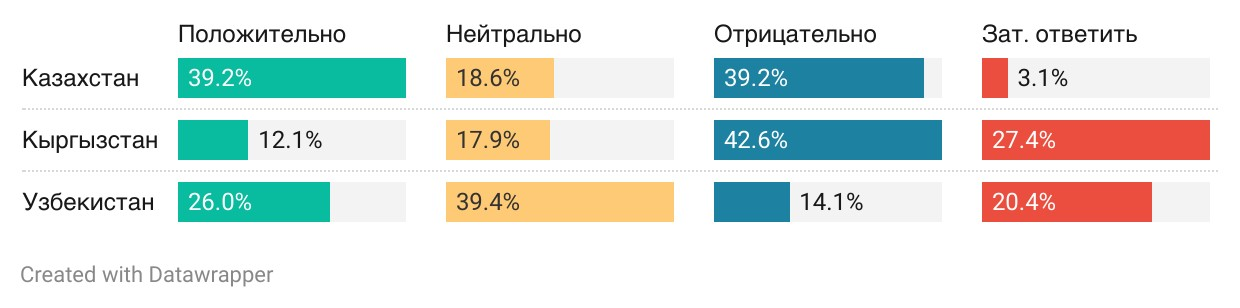 Положительно Нейтрально Отрицательно Зат. ответить
Казахстан 39.2% 18.6% 39.2% 3.1%
Кыргызстан 12.1% 17.9% 42.6% 27.4%
Узбекистан 26.0% 39.4% 14.1% 20.4%
Created with Datawrapper